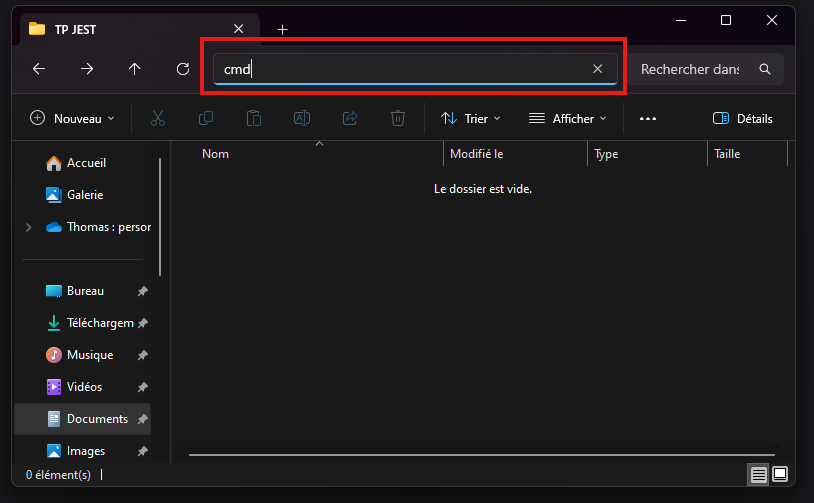 TP JEST
cmd
Rechercher dans
Nouveau
Trier
Afficher
Détails
Accueil
Galerie
Thomas : persor
Bureau
Téléchargem
Musique
Vidéos
Documents
Images
Nom
Modifié le
Type
Taille
Le dossier est vide.
0 élément(s)